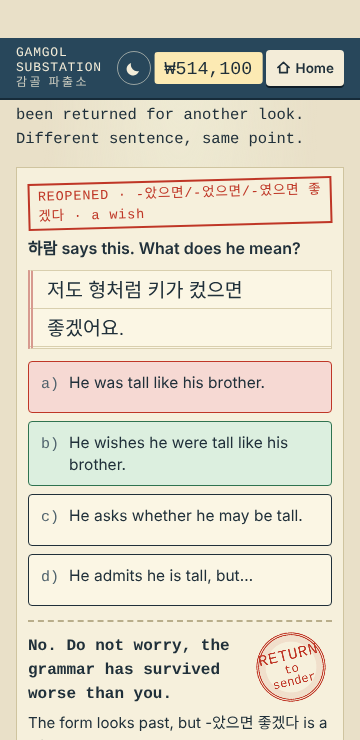 GAMGOL
SUBSTATION
감골 파출소
₩514,100
Home
been returned for another look.
Different sentence, same point.
REOPENED · -았으면/-었으면/-였으면 좋
겠다 · a wish
하람 says this. What does he mean?
저도 형처럼 키가 컸으면
좋겠어요.
a) He was tall like his brother.
b) He wishes he were tall like his
brother.
c) He asks whether he may be tall.
d) He admits he is tall, but…
No. Do not worry, the
grammar has survived
worse than you.
RETURN
to
sender
The form looks past, but -았으면 좋겠다 is a